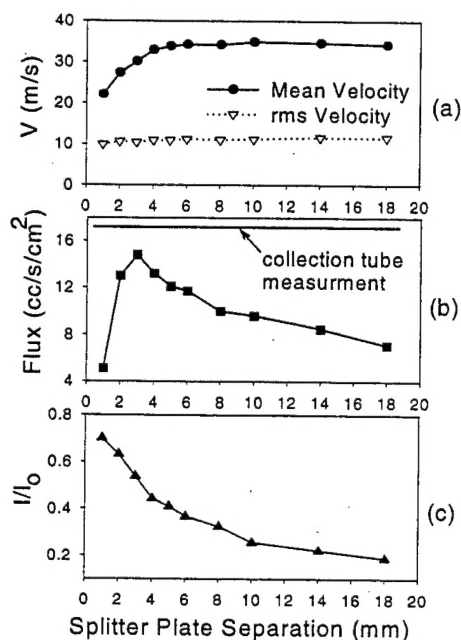 40
30
20
10
0
V (m/s)
Mean Velocity
rms Velocity
(a)
0 2 4 6 8 10 12 14 16 18 20
16
12
8
4
Flux (cc/s/cm²)
collection tube
measurment
(b)
0 2 4 6 8 10 12 14 16 18 20
0.8
0.6
0.4
0.2
I/I₀
(c)
0 2 4 6 8 10 12 14 16 18 20
Splitter Plate Separation (mm)